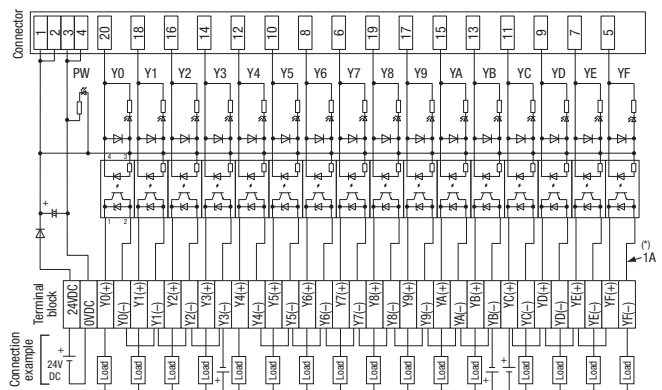 Connector
1 2 3 4 20 18 16 14 12 10 8 6 19 17 15 13 11 9 7 5
PW Y0 Y1 Y2 Y3 Y4 Y5 Y6 Y7 Y8 Y9 YA YB YC YD YE YF
4 3
1 2
+
(*)
1A
Terminal
block
24VDC 0VDC Y0(+) Y0(−) Y1(+) Y1(−) Y2(+) Y2(−) Y3(+) Y3(−) Y4(+) Y4(−) Y5(+) Y5(−) Y6(+) Y6(−) Y7(+) Y7(−) Y8(+) Y8(−) Y9(+) Y9(−) YA(+) YA(−) YB(+) YB(−) YC(+) YC(−) YD(+) YD(−) YE(+) YE(−) YF(+) YF(−)
Connection
example
+ + + +
24V
DC
Load Load Load Load Load Load Load Load Load Load Load Load Load Load Load Load